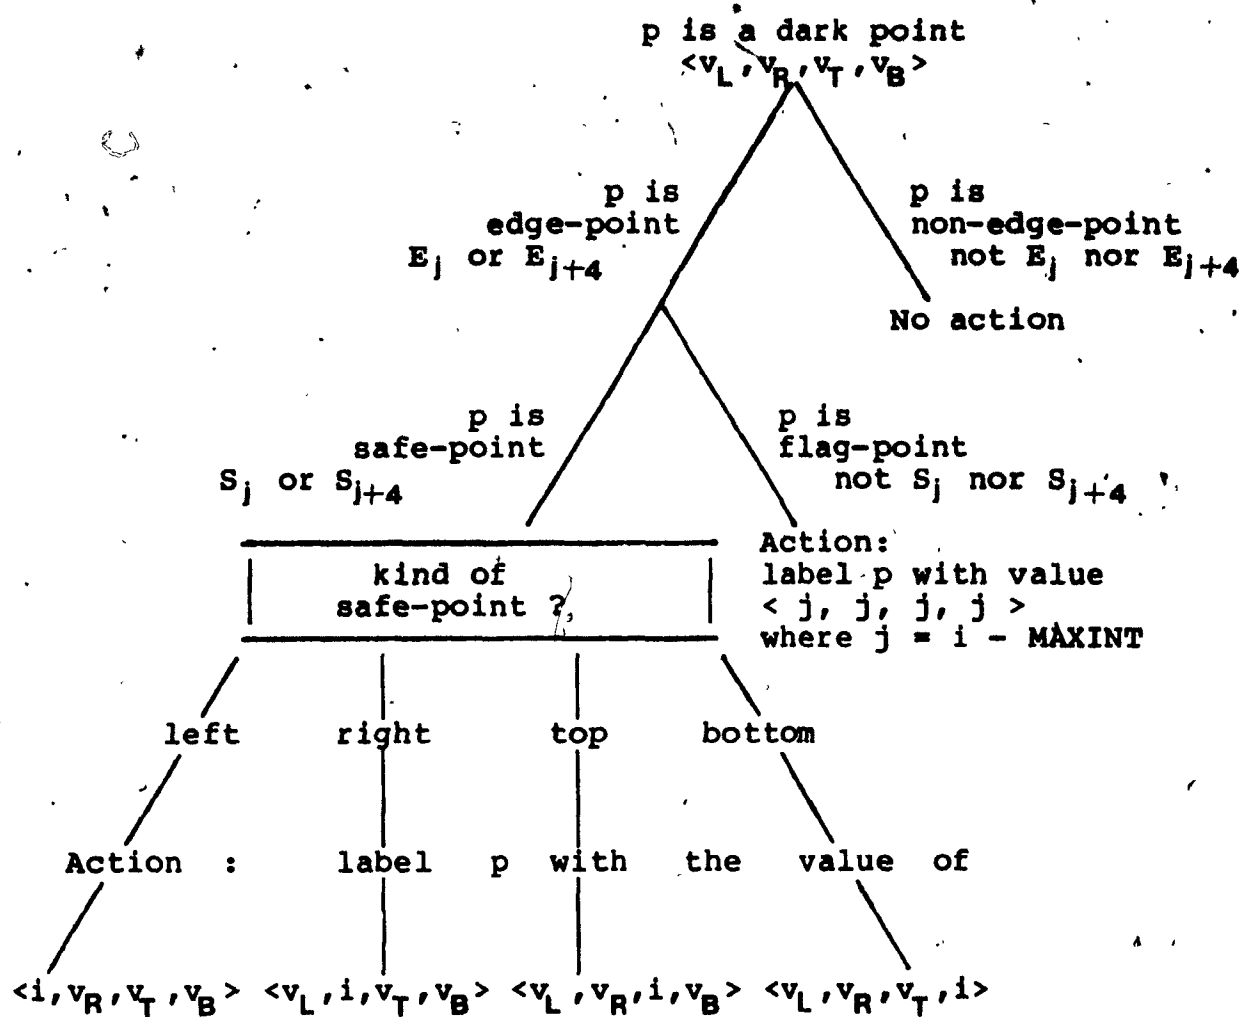 p is a dark point
<v_L,v_R,v_T,v_B>
p is
edge-point
E_j or E_j+4
p is
non-edge-point
not E_j nor E_j+4
No action
p is
safe-point
S_j or S_j+4
p is
flag-point
not S_j nor S_j+4
kind of
safe-point ?
Action:
label p with value
< j, j, j, j >
where j = i - MAXINT
left right top bottom
Action : label p with the value of
<i,v_R,v_T,v_B> <v_L,i,v_T,v_B> <v_L,v_R,i,v_B> <v_L,v_R,v_T,i>